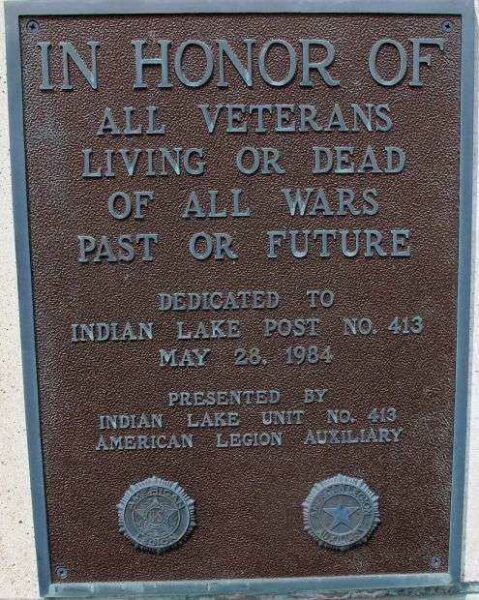 IN HONOR OF
ALL VETERANS
LIVING OR DEAD
OF ALL WARS
PAST OR FUTURE
DEDICATED TO
INDIAN LAKE POST NO. 413
MAY 28, 1984
PRESENTED BY
INDIAN LAKE UNIT NO. 413
AMERICAN LEGION AUXILIARY